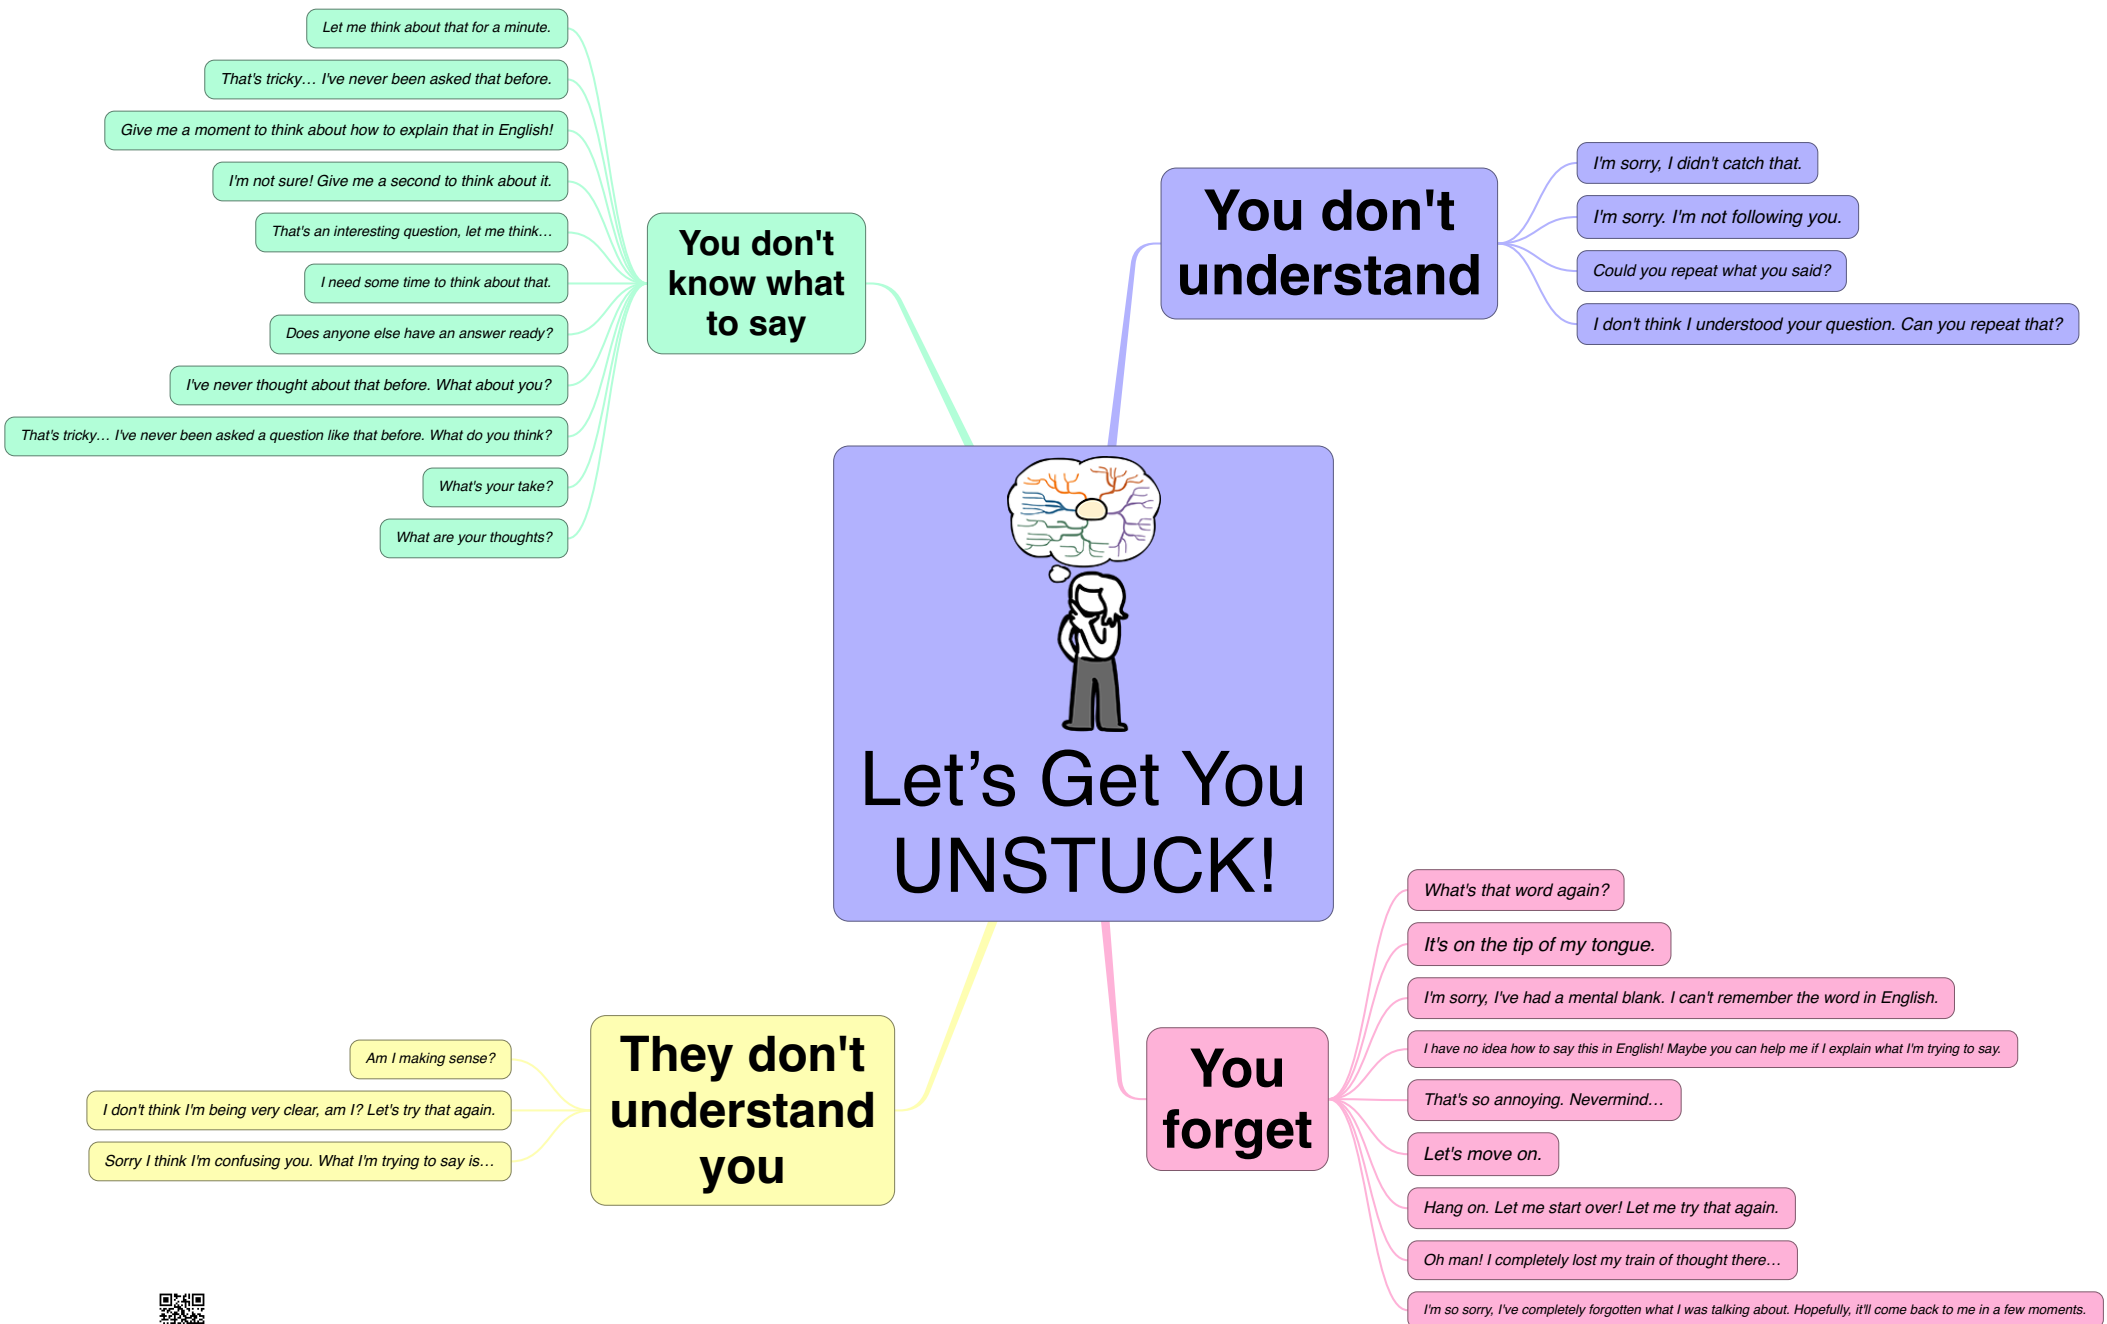 Let me think about that for a minute.
That's tricky… I've never been asked that before.
Give me a moment to think about how to explain that in English!
I'm not sure! Give me a second to think about it.
That's an interesting question, let me think…
I need some time to think about that.
Does anyone else have an answer ready?
I've never thought about that before. What about you?
That's tricky… I've never been asked a question like that before. What do you think?
What's your take?
What are your thoughts?
You don't
know what
to say
You don't
understand
I'm sorry, I didn't catch that.
I'm sorry. I'm not following you.
Could you repeat what you said?
I don't think I understood your question. Can you repeat that?
Let’s Get You
UNSTUCK!
Am I making sense?
I don't think I'm being very clear, am I? Let's try that again.
Sorry I think I'm confusing you. What I'm trying to say is…
They don't
understand
you
You
forget
What's that word again?
It's on the tip of my tongue.
I'm sorry, I've had a mental blank. I can't remember the word in English.
I have no idea how to say this in English! Maybe you can help me if I explain what I'm trying to say.
That's so annoying. Nevermind…
Let's move on.
Hang on. Let me start over! Let me try that again.
Oh man! I completely lost my train of thought there…
I'm so sorry, I've completely forgotten what I was talking about. Hopefully, it'll come back to me in a few moments.